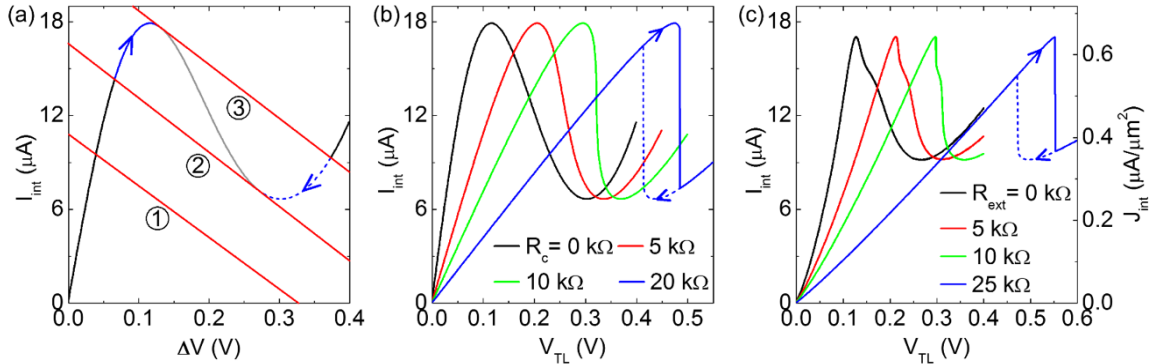 (a)
18
12
6
0
I_int (µA)
① ② ③
0.0 0.1 0.2 0.3 0.4
ΔV (V)
(b)
18
12
6
0
I_int (µA)
R_c= 0 kΩ 5 kΩ
10 kΩ 20 kΩ
0.0 0.1 0.2 0.3 0.4 0.5
V_TL (V)
(c)
18
12
6
0
I_int (µA)
R_ext= 0 kΩ
5 kΩ
10 kΩ
25 kΩ
0.0 0.1 0.2 0.3 0.4 0.5 0.6
V_TL (V)
0.6
0.4
0.2
0.0
J_int (µA/µm²)